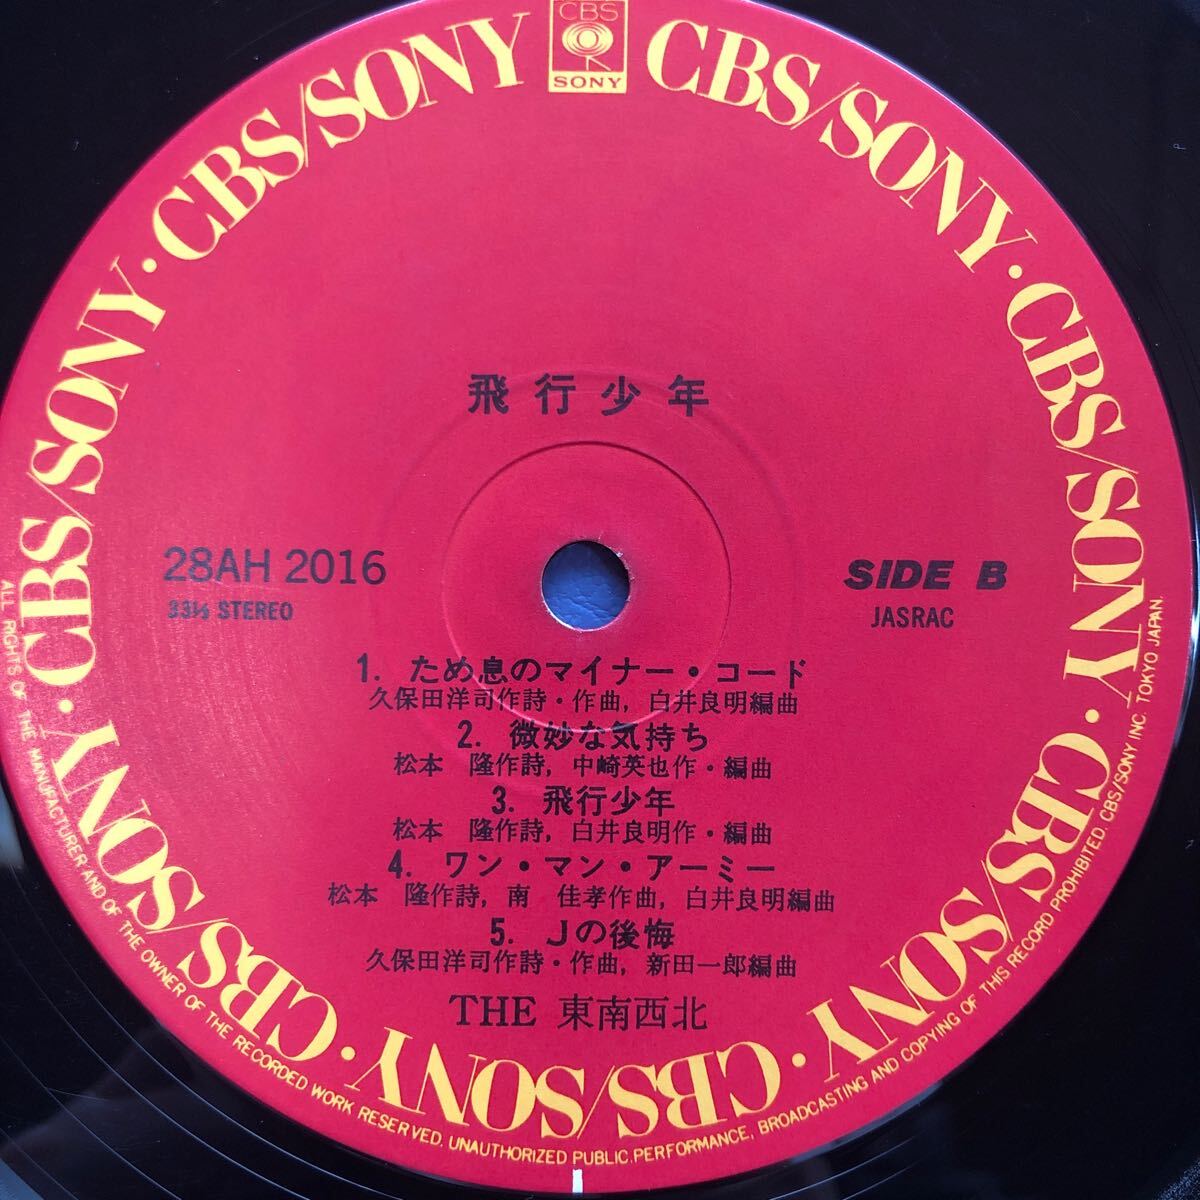 CBS
SONY
CBS/SONY · CBS/SONY · CBS/SONY · CBS/SONY · CBS/SONY · CBS/SONY · CBS/SONY · CBS/SONY
飛行少年
28AH 2016
33⅓ STEREO
SIDE B
JASRAC
1. ため息のマイナー・コード
久保田洋司作詩・作曲, 白井良明編曲
2. 微妙な気持ち
松本 隆作詩, 中崎英也作・編曲
3. 飛行少年
松本 隆作詩, 白井良明作・編曲
4. ワン・マン・アーミー
松本 隆作詩, 南 佳孝作曲, 白井良明編曲
5. Jの後悔
久保田洋司作詩・作曲, 新田一郎編曲
THE 東南西北
ALL RIGHTS OF THE MANUFACTURER AND OF THE OWNER OF THE RECORDED WORK RESERVED. UNAUTHORIZED PUBLIC PERFORMANCE, BROADCASTING AND COPYING OF THIS RECORD PROHIBITED. CBS/SONY INC. TOKYO JAPAN.